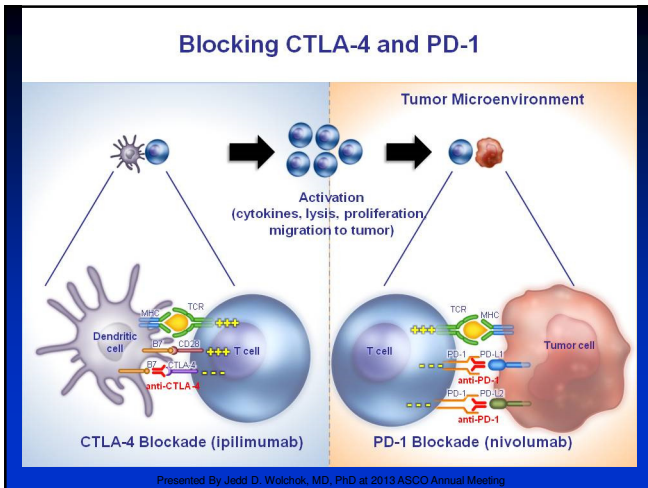 Blocking CTLA-4 and PD-1
Tumor Microenvironment
Activation
(cytokines, lysis, proliferation,
migration to tumor)
MHC
TCR
+++
Dendritic
cell
B7
CD28
+++
T cell
B7
CTLA-4
---
anti-CTLA-4
TCR
MHC
+++
T cell
Tumor cell
PD-1
PD-L1
---
anti-PD-1
PD-1
PD-L2
---
anti-PD-1
CTLA-4 Blockade (ipilimumab)
PD-1 Blockade (nivolumab)
Presented By Jedd D. Wolchok, MD, PhD at 2013 ASCO Annual Meeting